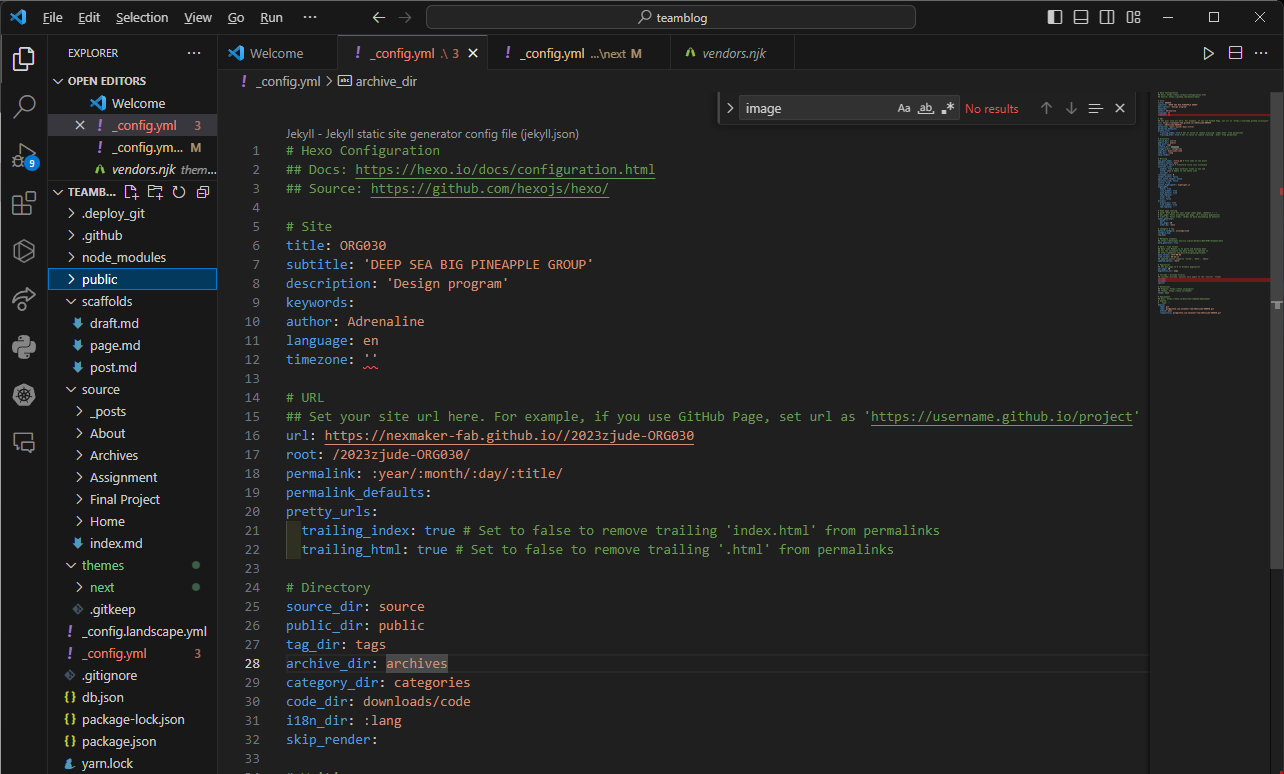 File Edit Selection View Go Run ··· teamblog
EXPLORER ···
OPEN EDITORS
Welcome
_config.yml 3
_config.ym... M
vendors.njk them...
TEAMB...
.deploy_git
.github
node_modules
public
scaffolds
draft.md
page.md
post.md
source
_posts
About
Archives
Assignment
Final Project
Home
index.md
themes
next
.gitkeep
_config.landscape.yml
_config.yml 3
.gitignore
db.json
package-lock.json
package.json
yarn.lock
9
Welcome ! _config.yml .\ 3 ! _config.yml ...\next M vendors.njk
! _config.yml > archive_dir
image Aa ab .* No results
Jekyll - Jekyll static site generator config file (jekyll.json)
1 # Hexo Configuration
2 ## Docs: https://hexo.io/docs/configuration.html
3 ## Source: https://github.com/hexojs/hexo/
4
5 # Site
6 title: ORG030
7 subtitle: 'DEEP SEA BIG PINEAPPLE GROUP'
8 description: 'Design program'
9 keywords:
10 author: Adrenaline
11 language: en
12 timezone: ''
13
14 # URL
15 ## Set your site url here. For example, if you use GitHub Page, set url as 'https://username.github.io/project'
16 url: https://nexmaker-fab.github.io//2023zjude-ORG030
17 root: /2023zjude-ORG030/
18 permalink: :year/:month/:day/:title/
19 permalink_defaults:
20 pretty_urls:
21 trailing_index: true # Set to false to remove trailing 'index.html' from permalinks
22 trailing_html: true # Set to false to remove trailing '.html' from permalinks
23
24 # Directory
25 source_dir: source
26 public_dir: public
27 tag_dir: tags
28 archive_dir: archives
29 category_dir: categories
30 code_dir: downloads/code
31 i18n_dir: :lang
32 skip_render:
33